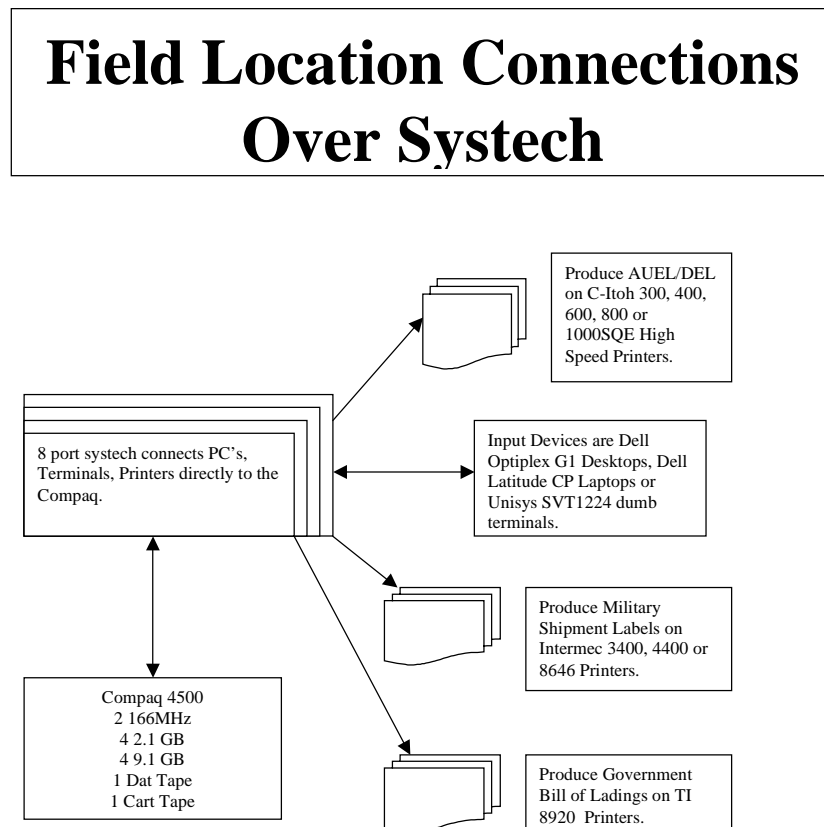 Field Location Connections
Over Systech
Produce AUEL/DEL
on C-Itoh 300, 400,
600, 800 or
1000SQE High
Speed Printers.
8 port systech connects PC's,
Terminals, Printers directly to the
Compaq.
Input Devices are Dell
Optiplex G1 Desktops, Dell
Latitude CP Laptops or
Unisys SVT1224 dumb
terminals.
Produce Military
Shipment Labels on
Intermec 3400, 4400 or
8646 Printers.
Compaq 4500
2 166MHz
4 2.1 GB
4 9.1 GB
1 Dat Tape
1 Cart Tape
Produce Government
Bill of Ladings on TI
8920 Printers.